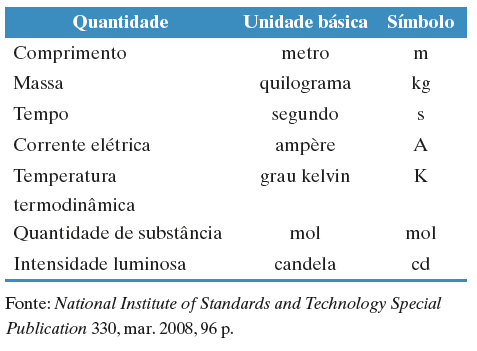 Quantidade Unidade básica Símbolo
Comprimento metro m
Massa quilograma kg
Tempo segundo s
Corrente elétrica ampère A
Temperatura grau kelvin K
termodinâmica
Quantidade de substância mol mol
Intensidade luminosa candela cd
Fonte: National Institute of Standards and Technology Special
Publication 330, mar. 2008, 96 p.